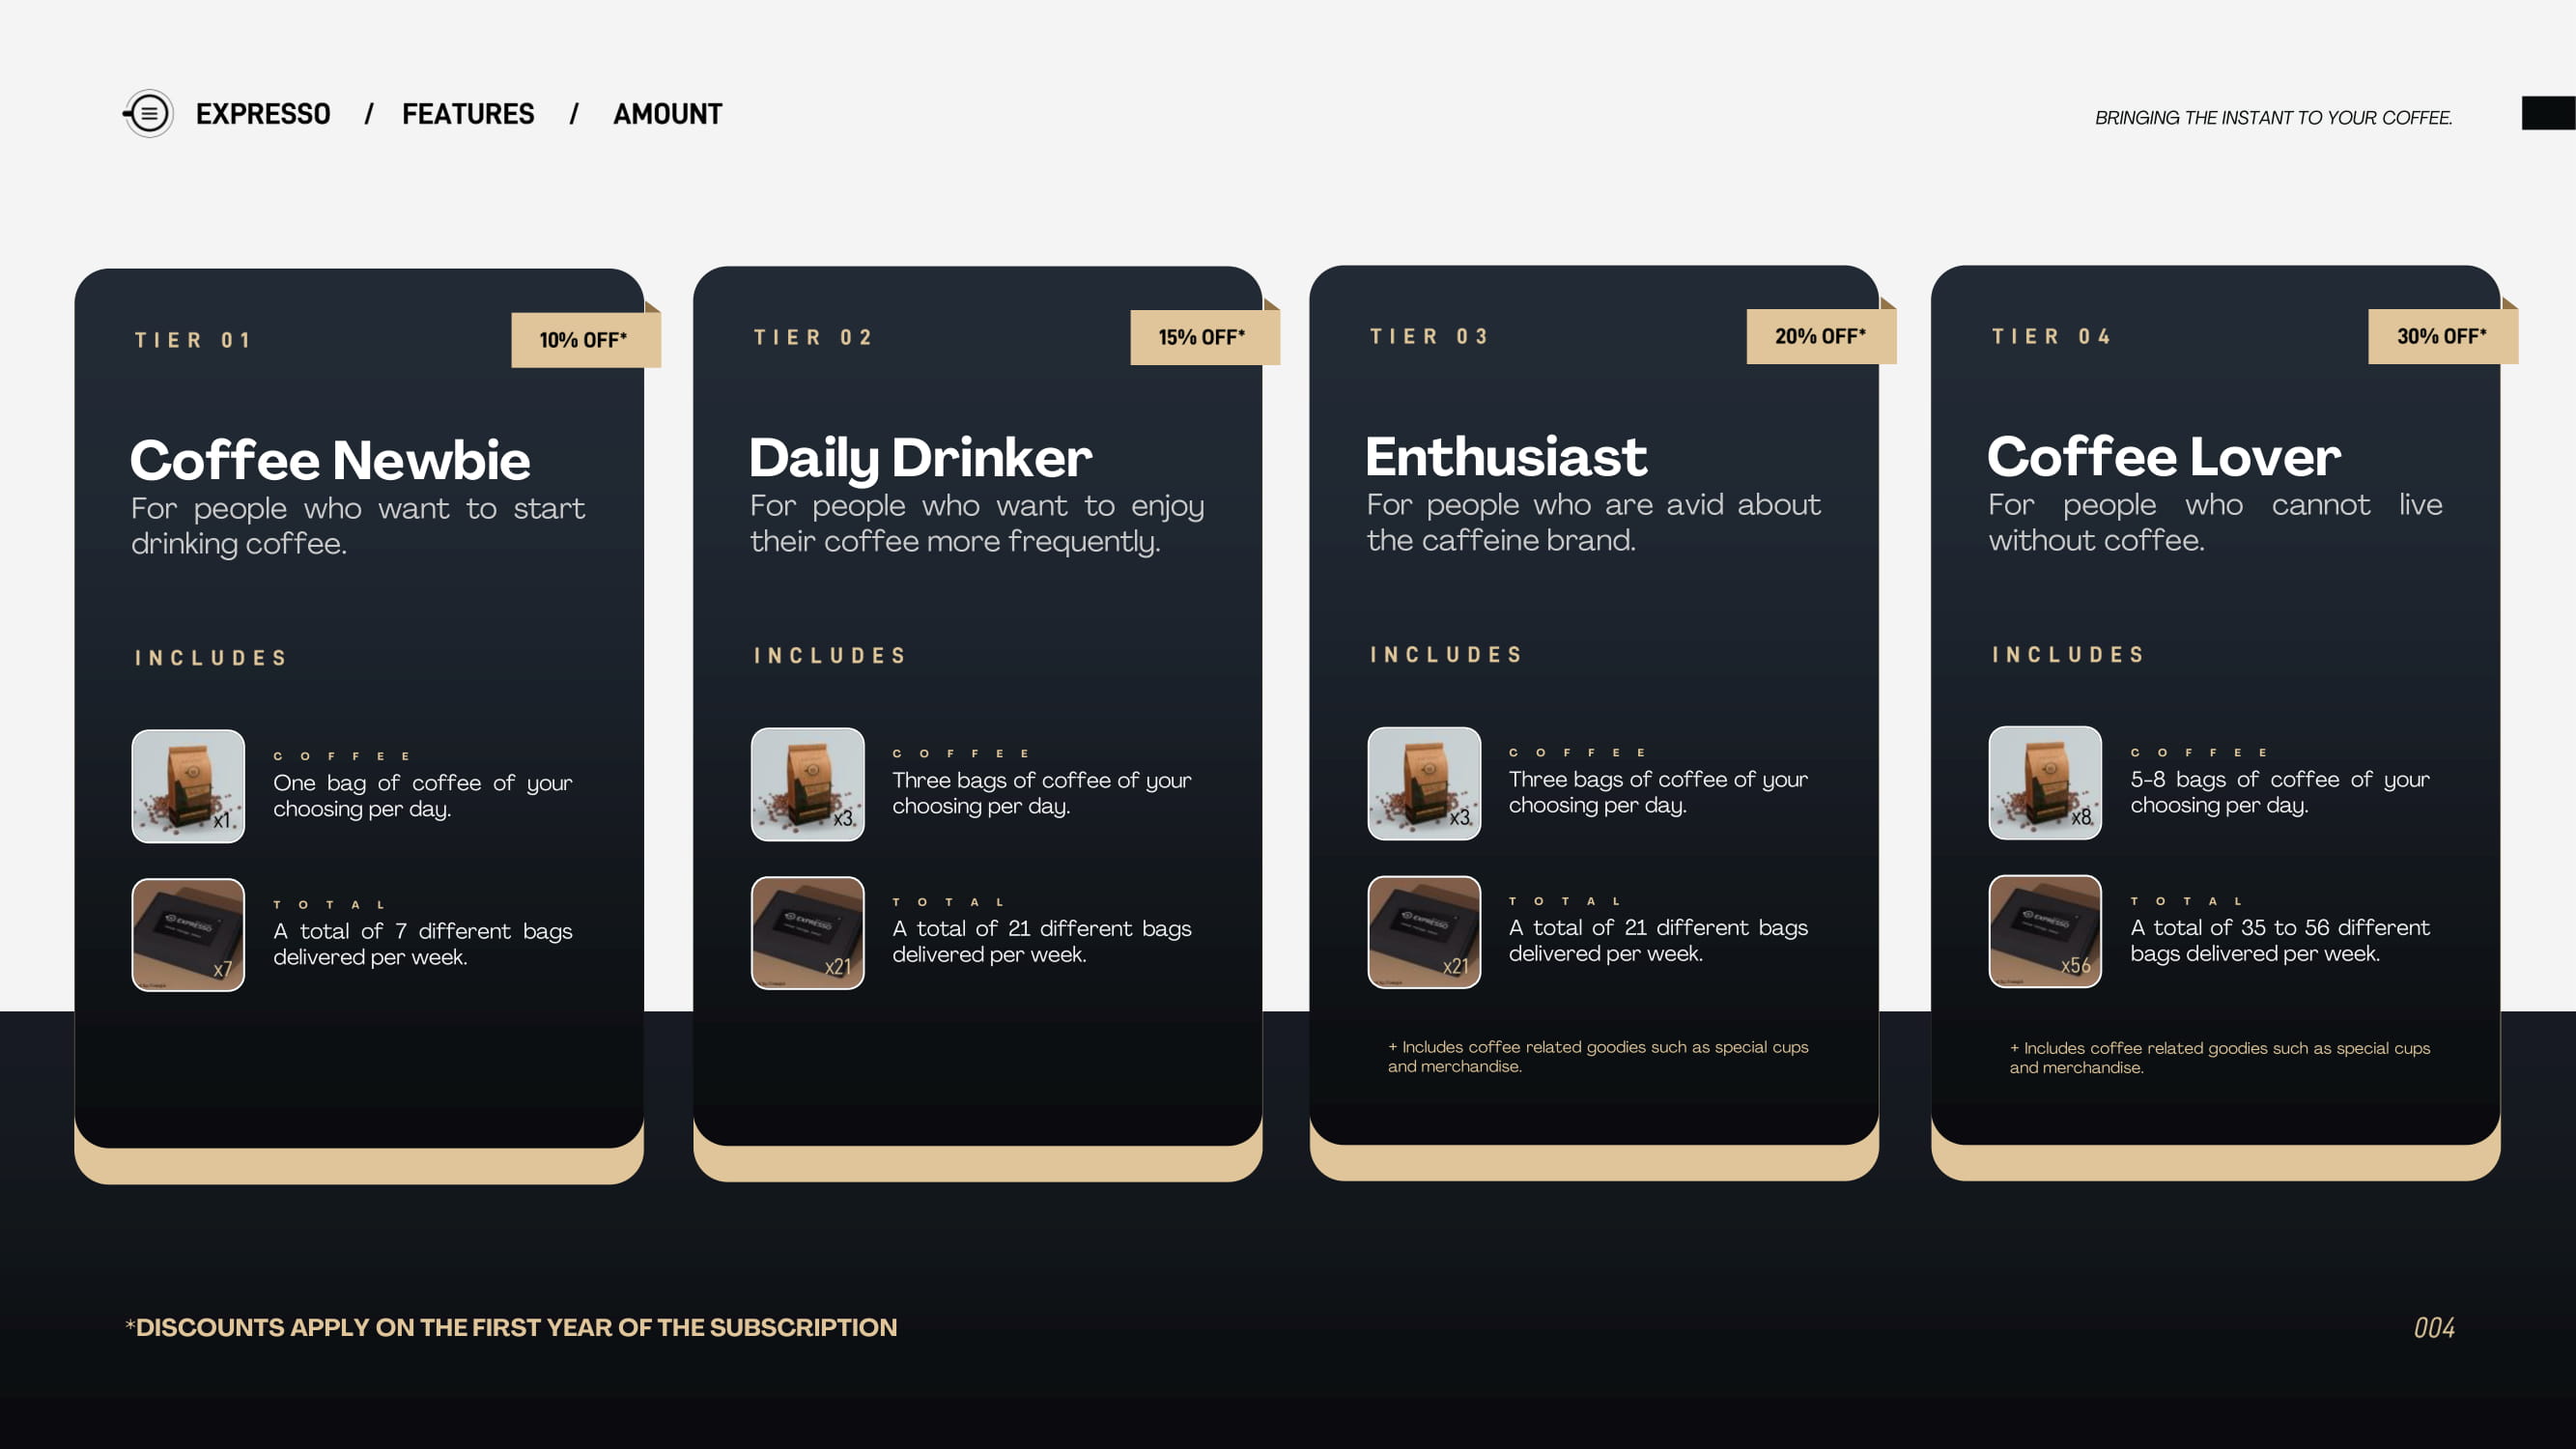 EXPRESSO / FEATURES / AMOUNT
BRINGING THE INSTANT TO YOUR COFFEE.
TIER 01
10% OFF*
Coffee Newbie
For people who want to start
drinking coffee.
INCLUDES
x1
COFFEE
One bag of coffee of your
choosing per day.
EXPRESSO
x7
TOTAL
A total of 7 different bags
delivered per week.
TIER 02
15% OFF*
Daily Drinker
For people who want to enjoy
their coffee more frequently.
INCLUDES
x3
COFFEE
Three bags of coffee of your
choosing per day.
EXPRESSO
x21
TOTAL
A total of 21 different bags
delivered per week.
TIER 03
20% OFF*
Enthusiast
For people who are avid about
the caffeine brand.
INCLUDES
x3
COFFEE
Three bags of coffee of your
choosing per day.
EXPRESSO
x21
TOTAL
A total of 21 different bags
delivered per week.
+ Includes coffee related goodies such as special cups
and merchandise.
TIER 04
30% OFF*
Coffee Lover
For people who cannot live
without coffee.
INCLUDES
x8
COFFEE
5-8 bags of coffee of your
choosing per day.
EXPRESSO
x56
TOTAL
A total of 35 to 56 different
bags delivered per week.
+ Includes coffee related goodies such as special cups
and merchandise.
*DISCOUNTS APPLY ON THE FIRST YEAR OF THE SUBSCRIPTION
004